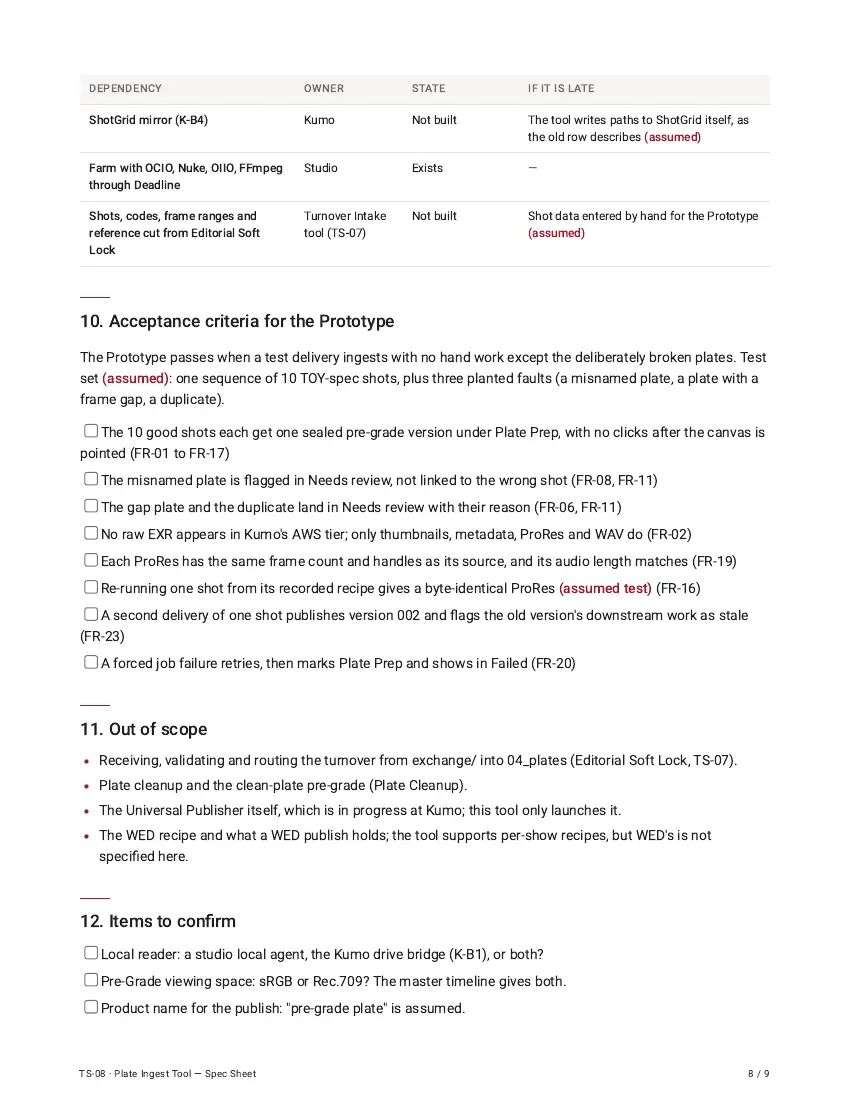 DEPENDENCY OWNER STATE IF IT IS LATE
ShotGrid mirror (K-B4) Kumo Not built The tool writes paths to ShotGrid itself, as
the old row describes (assumed)
Farm with OCIO, Nuke, OIIO, FFmpeg Studio Exists —
through Deadline
Shots, codes, frame ranges and Turnover Intake Not built Shot data entered by hand for the Prototype
reference cut from Editorial Soft tool (TS-07) (assumed)
Lock
10. Acceptance criteria for the Prototype
The Prototype passes when a test delivery ingests with no hand work except the deliberately broken plates. Test
set (assumed): one sequence of 10 TOY-spec shots, plus three planted faults (a misnamed plate, a plate with a
frame gap, a duplicate).
The 10 good shots each get one sealed pre-grade version under Plate Prep, with no clicks after the canvas is
pointed (FR-01 to FR-17)
The misnamed plate is flagged in Needs review, not linked to the wrong shot (FR-08, FR-11)
The gap plate and the duplicate land in Needs review with their reason (FR-06, FR-11)
No raw EXR appears in Kumo's AWS tier; only thumbnails, metadata, ProRes and WAV do (FR-02)
Each ProRes has the same frame count and handles as its source, and its audio length matches (FR-19)
Re-running one shot from its recorded recipe gives a byte-identical ProRes (assumed test) (FR-16)
A second delivery of one shot publishes version 002 and flags the old version's downstream work as stale
(FR-23)
A forced job failure retries, then marks Plate Prep and shows in Failed (FR-20)
11. Out of scope
• Receiving, validating and routing the turnover from exchange/ into 04_plates (Editorial Soft Lock, TS-07).
• Plate cleanup and the clean-plate pre-grade (Plate Cleanup).
• The Universal Publisher itself, which is in progress at Kumo; this tool only launches it.
• The WED recipe and what a WED publish holds; the tool supports per-show recipes, but WED's is not
specified here.
12. Items to confirm
Local reader: a studio local agent, the Kumo drive bridge (K-B1), or both?
Pre-Grade viewing space: sRGB or Rec.709? The master timeline gives both.
Product name for the publish: "pre-grade plate" is assumed.
TS-08 · Plate Ingest Tool — Spec Sheet 8 / 9